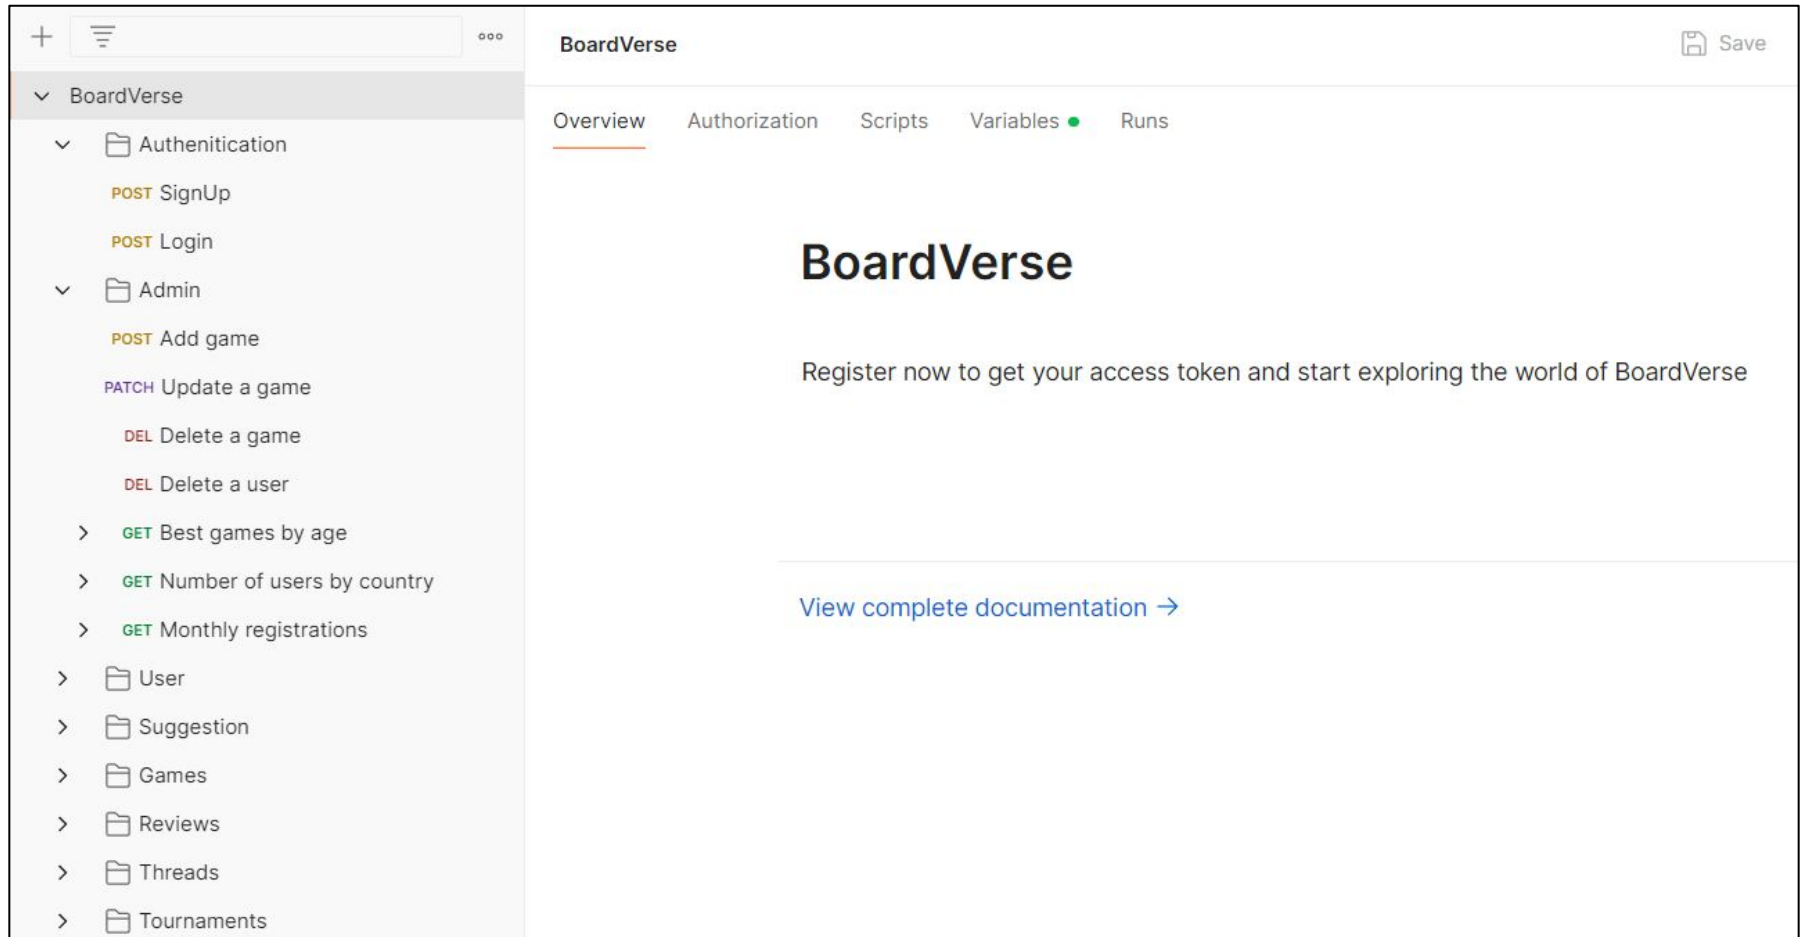 BoardVerse
Authenitication
POST SignUp
POST Login
Admin
POST Add game
PATCH Update a game
DEL Delete a game
DEL Delete a user
GET Best games by age
GET Number of users by country
GET Monthly registrations
User
Suggestion
Games
Reviews
Threads
Tournaments
BoardVerse
Save
Overview Authorization Scripts Variables Runs
BoardVerse
Register now to get your access token and start exploring the world of BoardVerse
View complete documentation →